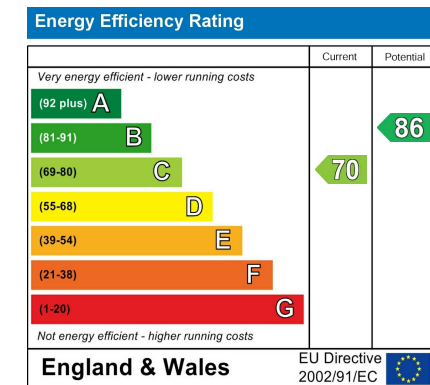 Energy Efficiency Rating
Current Potential
Very energy efficient - lower running costs
(92 plus) A
(81-91) B
86
(69-80) C
70
(55-68) D
(39-54) E
(21-38) F
(1-20) G
Not energy efficient - higher running costs
England & Wales
EU Directive
2002/91/EC